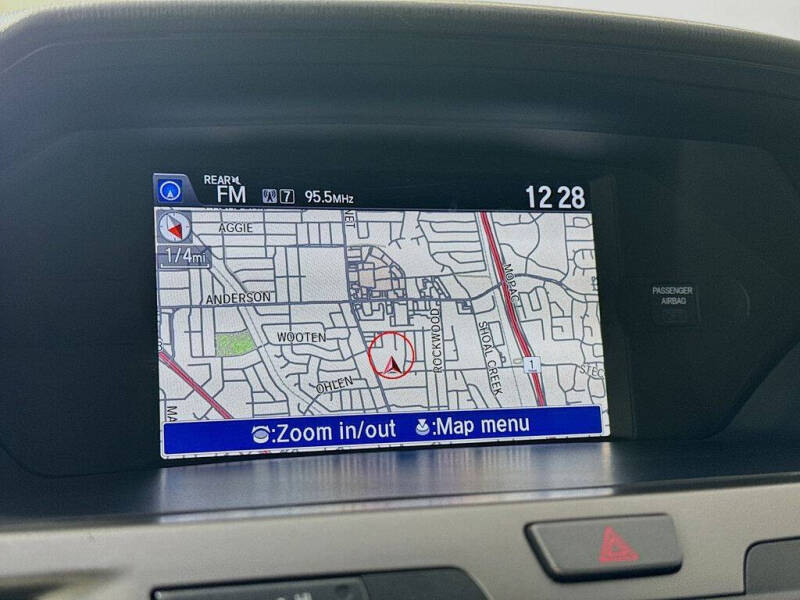 REAR
FM 7 95.5MHz 12 28
AGGIE
1/4mi
ANDERSON
MOPAC
WOOTEN
ROCKWOOD
SHOAL CREEK
1
OHLEN
PASSENGER
AIRBAG
:Zoom in/out :Map menu